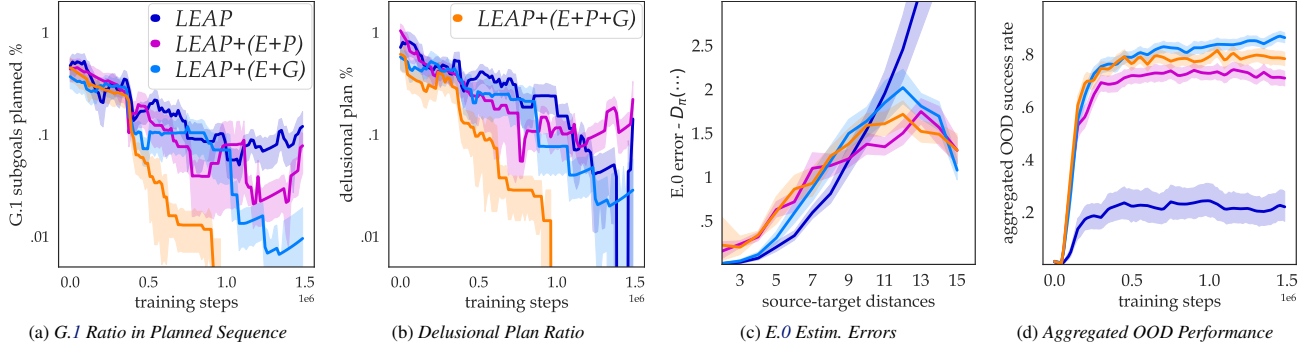 G.1 subgoals planned %
1
.1
.01
LEAP
LEAP+(E+P)
LEAP+(E+G)
0.0
0.5
1.0
1.5
1e6
training steps
(a) G.1 Ratio in Planned Sequence
delusional plan %
1
.1
.01
LEAP+(E+P+G)
0.0
0.5
1.0
1.5
1e6
training steps
(b) Delusional Plan Ratio
E.0 error - Dπ(···)
2.5
2
1.5
1
.5
3
5
7
9
11
13
15
source-target distances
(c) E.0 Estim. Errors
aggregated OOD success rate
.8
.6
.4
.2
0.0
0.5
1.0
1.5
1e6
training steps
(d) Aggregated OOD Performance